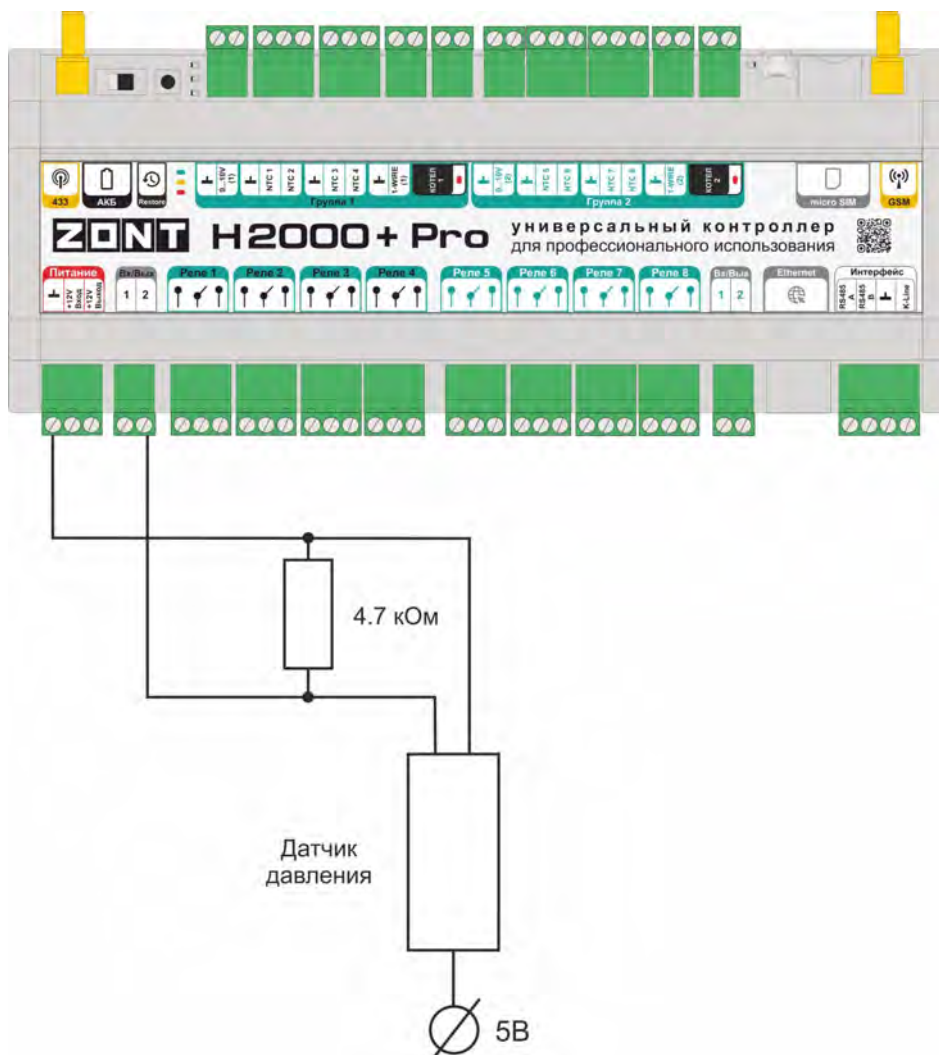 0...10V (1)
NTC 1
NTC 2
NTC 3
NTC 4
1-WIRE (1)
КОТЕЛ 1
0...10V (2)
NTC 5
NTC 6
NTC 7
NTC 8
1-WIRE (2)
КОТЕЛ 2
433
АКБ
Restore
Группа 1
Группа 2
micro SIM
GSM
ZONT H2000+ Pro
универсальный контроллер
для профессионального использования
Питание
+12V Вход
+12V Выход
Вх/Вых
1 2
Реле 1
Реле 2
Реле 3
Реле 4
Реле 5
Реле 6
Реле 7
Реле 8
Вх/Вых
1 2
Ethernet
Интерфейс
RS485 A
RS485 B
K-Line
4.7 кОм
Датчик
давления
5В